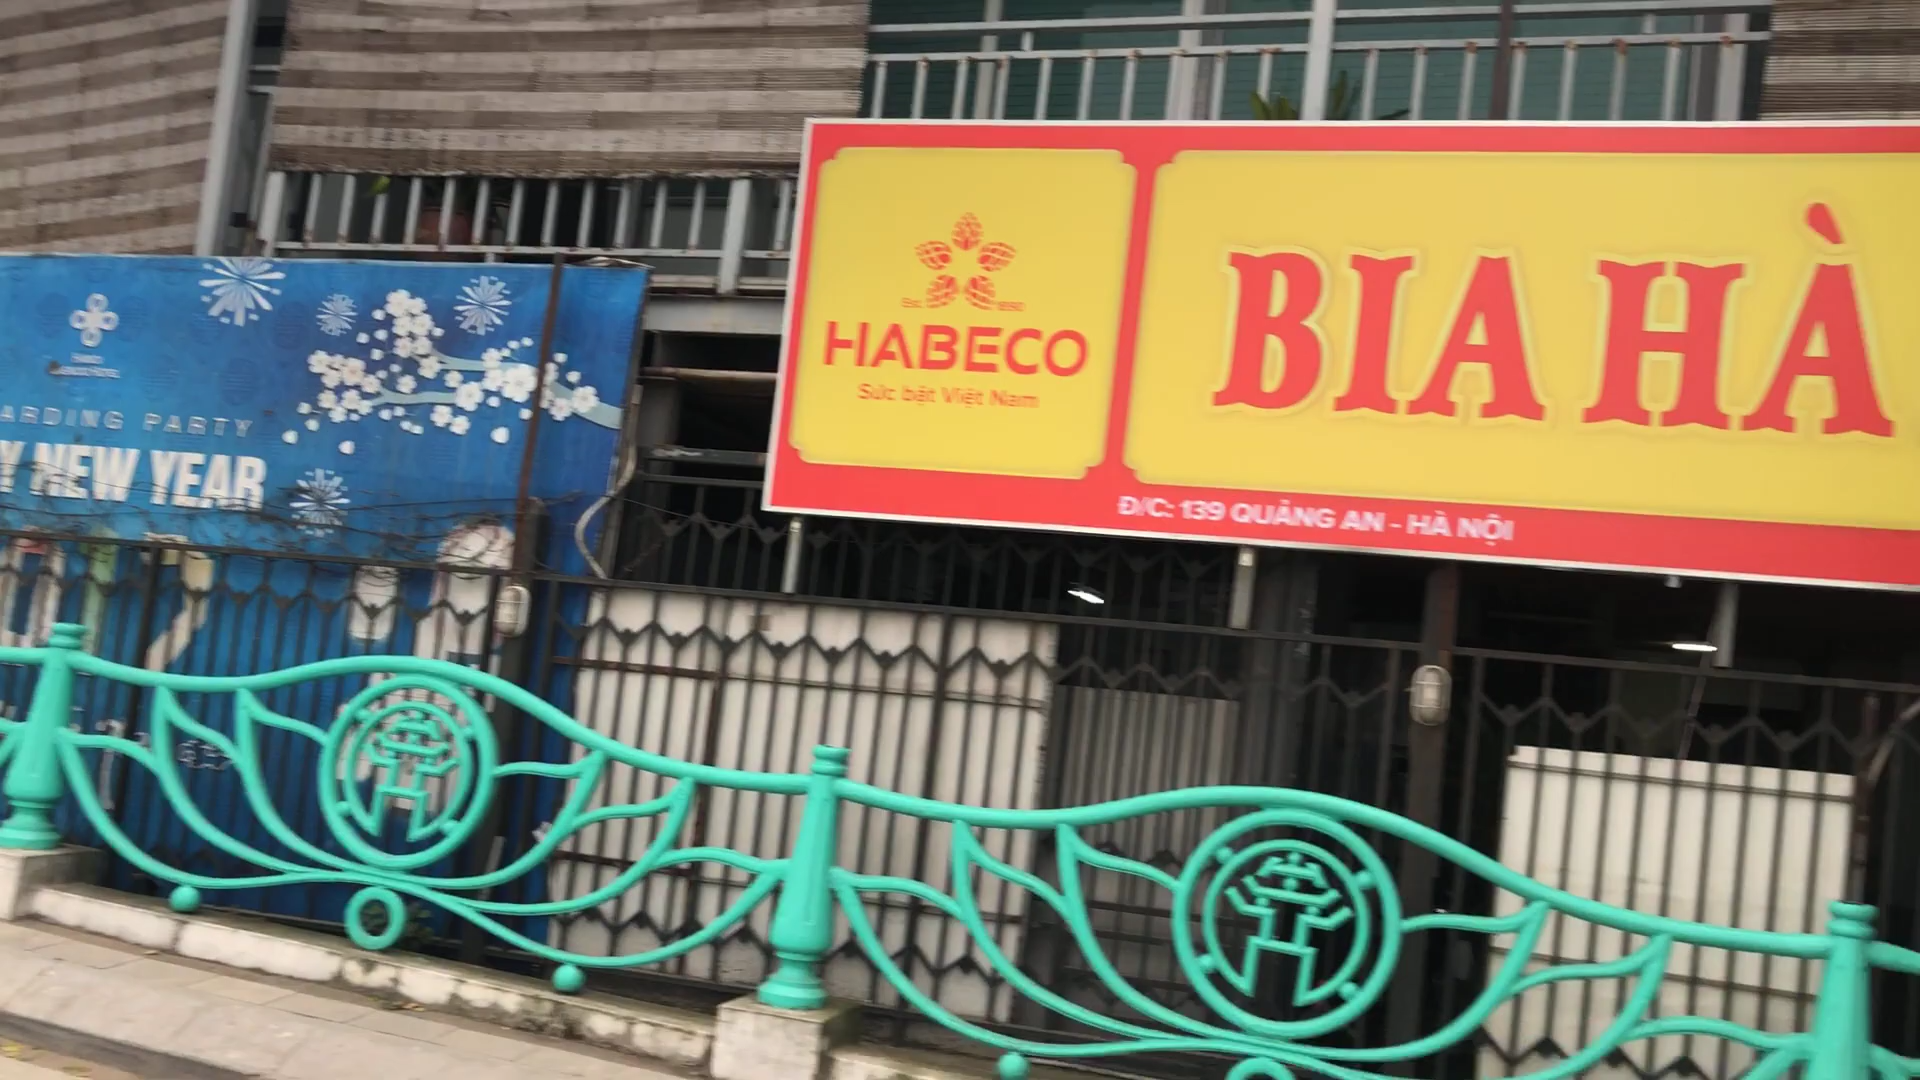 ARDING PARTY
Y NEW YEAR
HABECO
Sức bật Việt Nam
BIA HÀ
Đ/C: 139 QUẢNG AN - HÀ NỘI